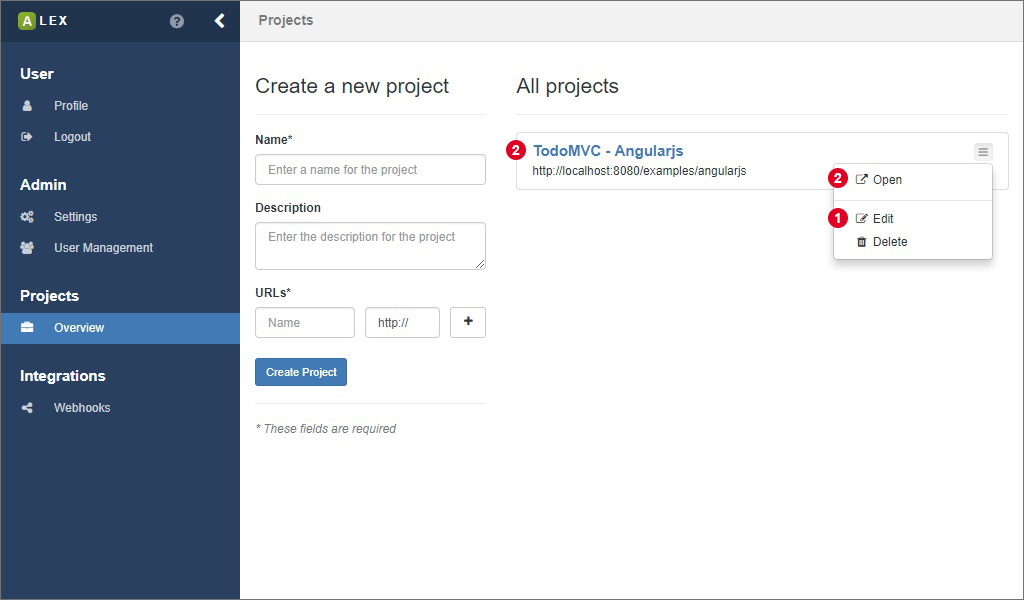 A LEX ?
User
Profile
Logout
Admin
Settings
User Management
Projects
Overview
Integrations
Webhooks
Projects
Create a new project
Name*
Enter a name for the project
Description
Enter the description for the project
URLs*
Name http:// +
Create Project
* These fields are required
All projects
2 TodoMVC - Angularjs
http://localhost:8080/examples/angularjs
2 Open
1 Edit
Delete